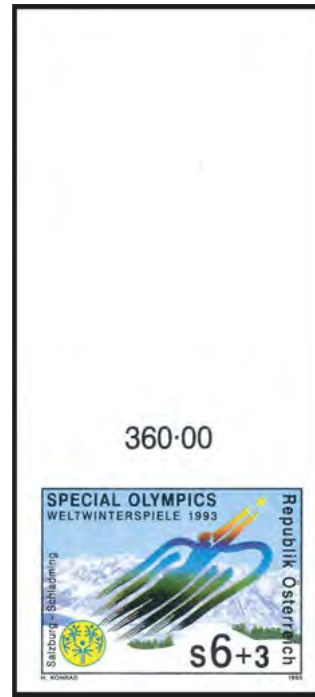 360·00
SPECIAL OLYMPICS
WELTWINTERSPIELE 1993
Republik Österreich
Salzburg – Schladming
s6+3
H. KONRAD
1993